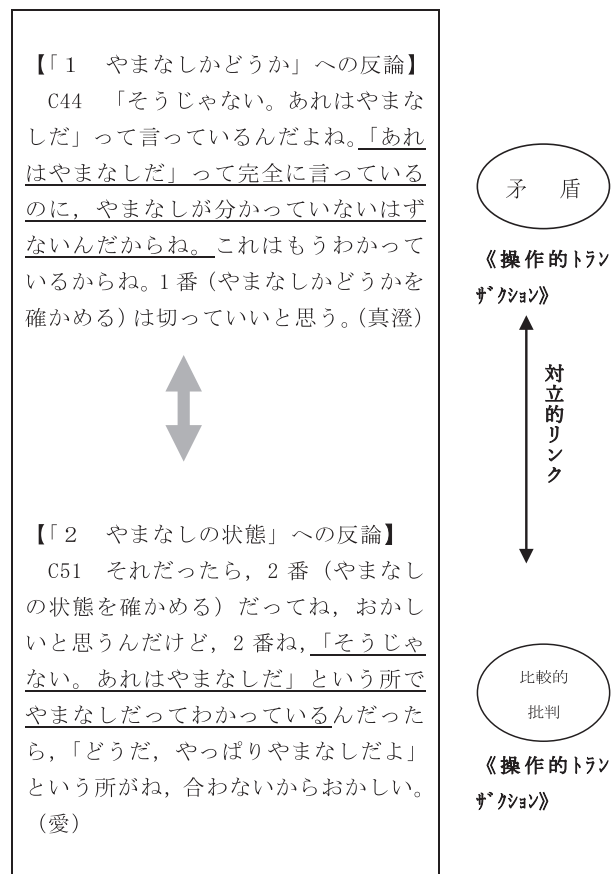 【「１　やまなしかどうか」への反論】
C44　「そうじゃない。あれはやまな
しだ」って言っているんだよね。「あれ
はやまなしだ」って完全に言っている
のに，やまなしが分かっていないはず
ないんだからね。これはもうわかって
いるからね。１番（やまなしかどうかを
確かめる）は切っていいと思う。（真澄）
【「２　やまなしの状態」への反論】
C51　それだったら，２番（やまなし
の状態を確かめる）だってね，おかし
いと思うんだけど，２番ね，「そうじゃ
ない。あれはやまなしだ」という所で
やまなしだってわかっているんだった
ら，「どうだ，やっぱりやまなしだよ」
という所がね，合わないからおかしい。
（愛）
矛　盾
《操作的トラン
ザクション》
対立的リンク
比較的
批判
《操作的トラン
ザクション》